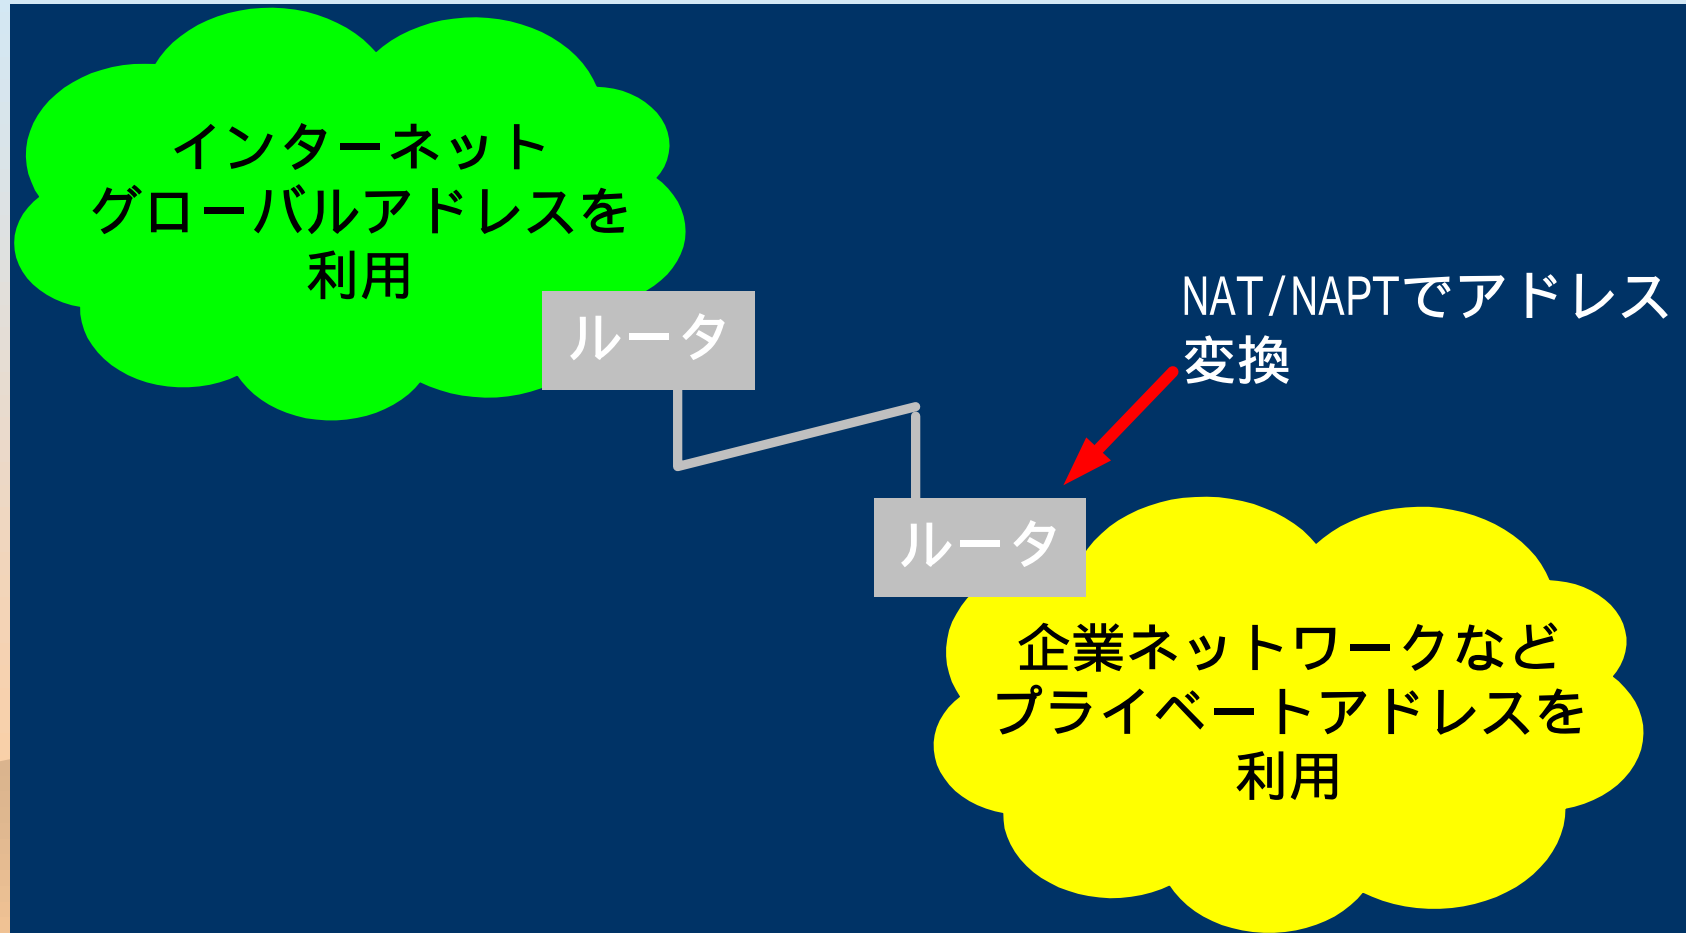 インターネット
グローバルアドレスを
利用
ルータ
NAT/NAPTでアドレス
変換
ルータ
企業ネットワークなど
プライベートアドレスを
利用